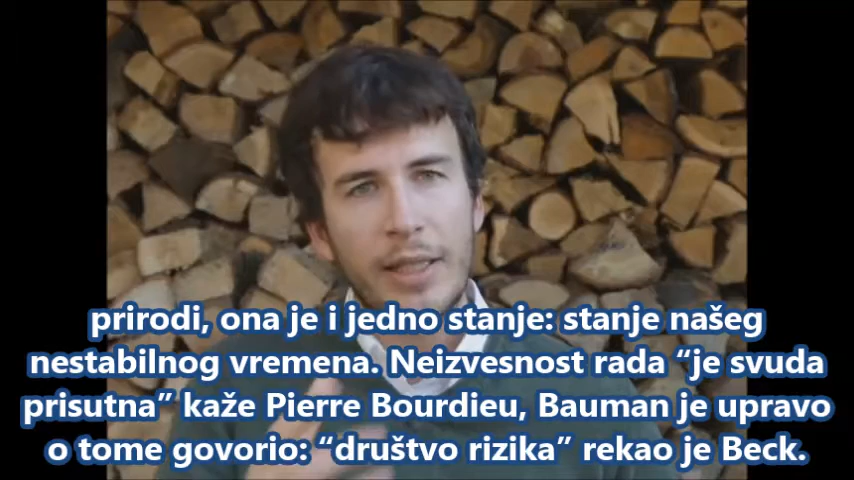 prirodi, ona je i jedno stanje: stanje našeg
nestabilnog vremena. Neizvesnost rada “je svuda
prisutna” kaže Pierre Bourdieu, Bauman je upravo
o tome govorio: “društvo rizika” rekao je Beck.